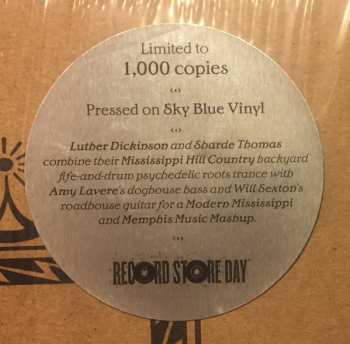 Limited to
1,000 copies
Pressed on Sky Blue Vinyl
Luther Dickinson and Sharde Thomas
combine their Mississippi Hill Country backyard
fife-and-drum psychedelic roots trance with
Amy Lavere's doghouse bass and Will Sexton's
roadhouse guitar for a Modern Mississippi
and Memphis Music Mashup.
RECORD STORE DAY